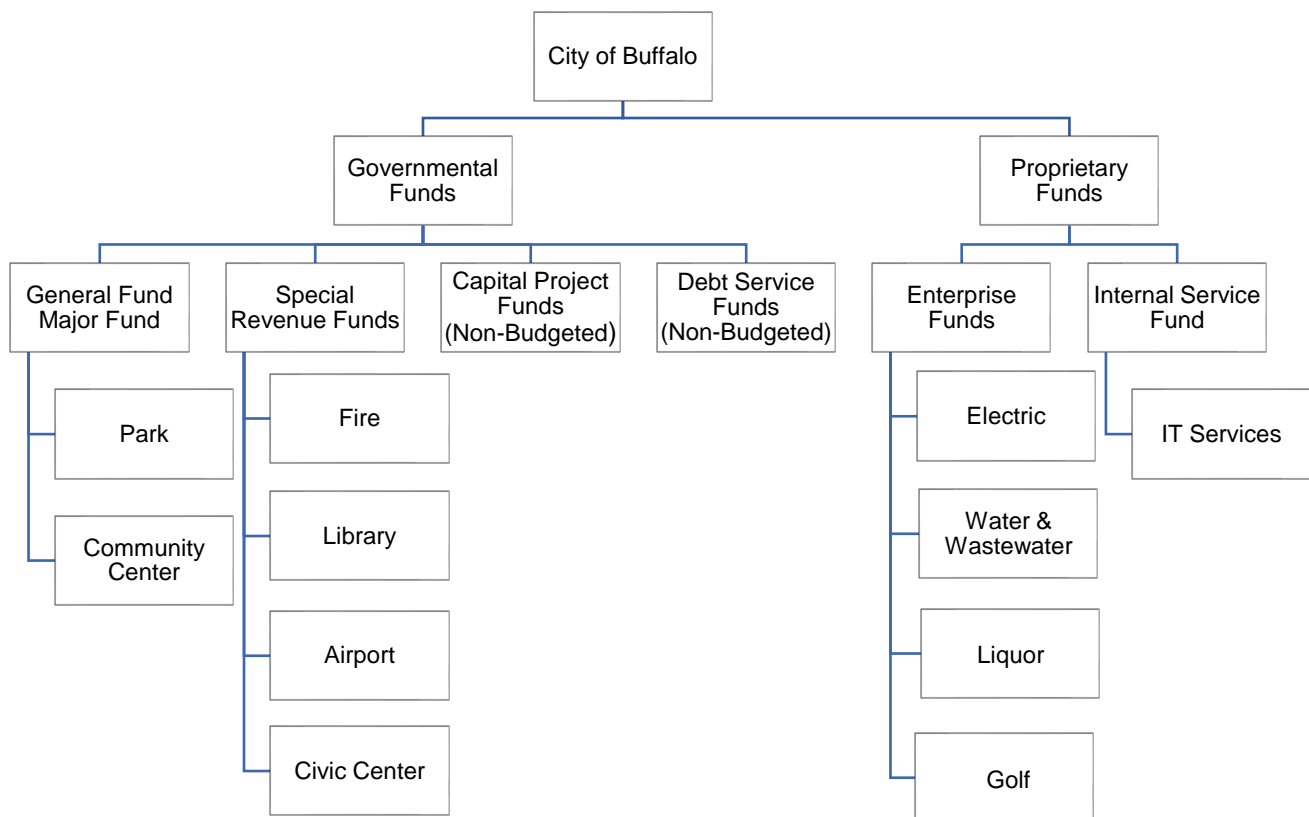 City of Buffalo
Governmental
Funds
Proprietary
Funds
General Fund
Major Fund
Special
Revenue Funds
Capital Project
Funds
(Non-Budgeted)
Debt Service
Funds
(Non-Budgeted)
Enterprise
Funds
Internal Service
Fund
Park
Community
Center
Fire
Library
Airport
Civic Center
Electric
Water &
Wastewater
Liquor
Golf
IT Services